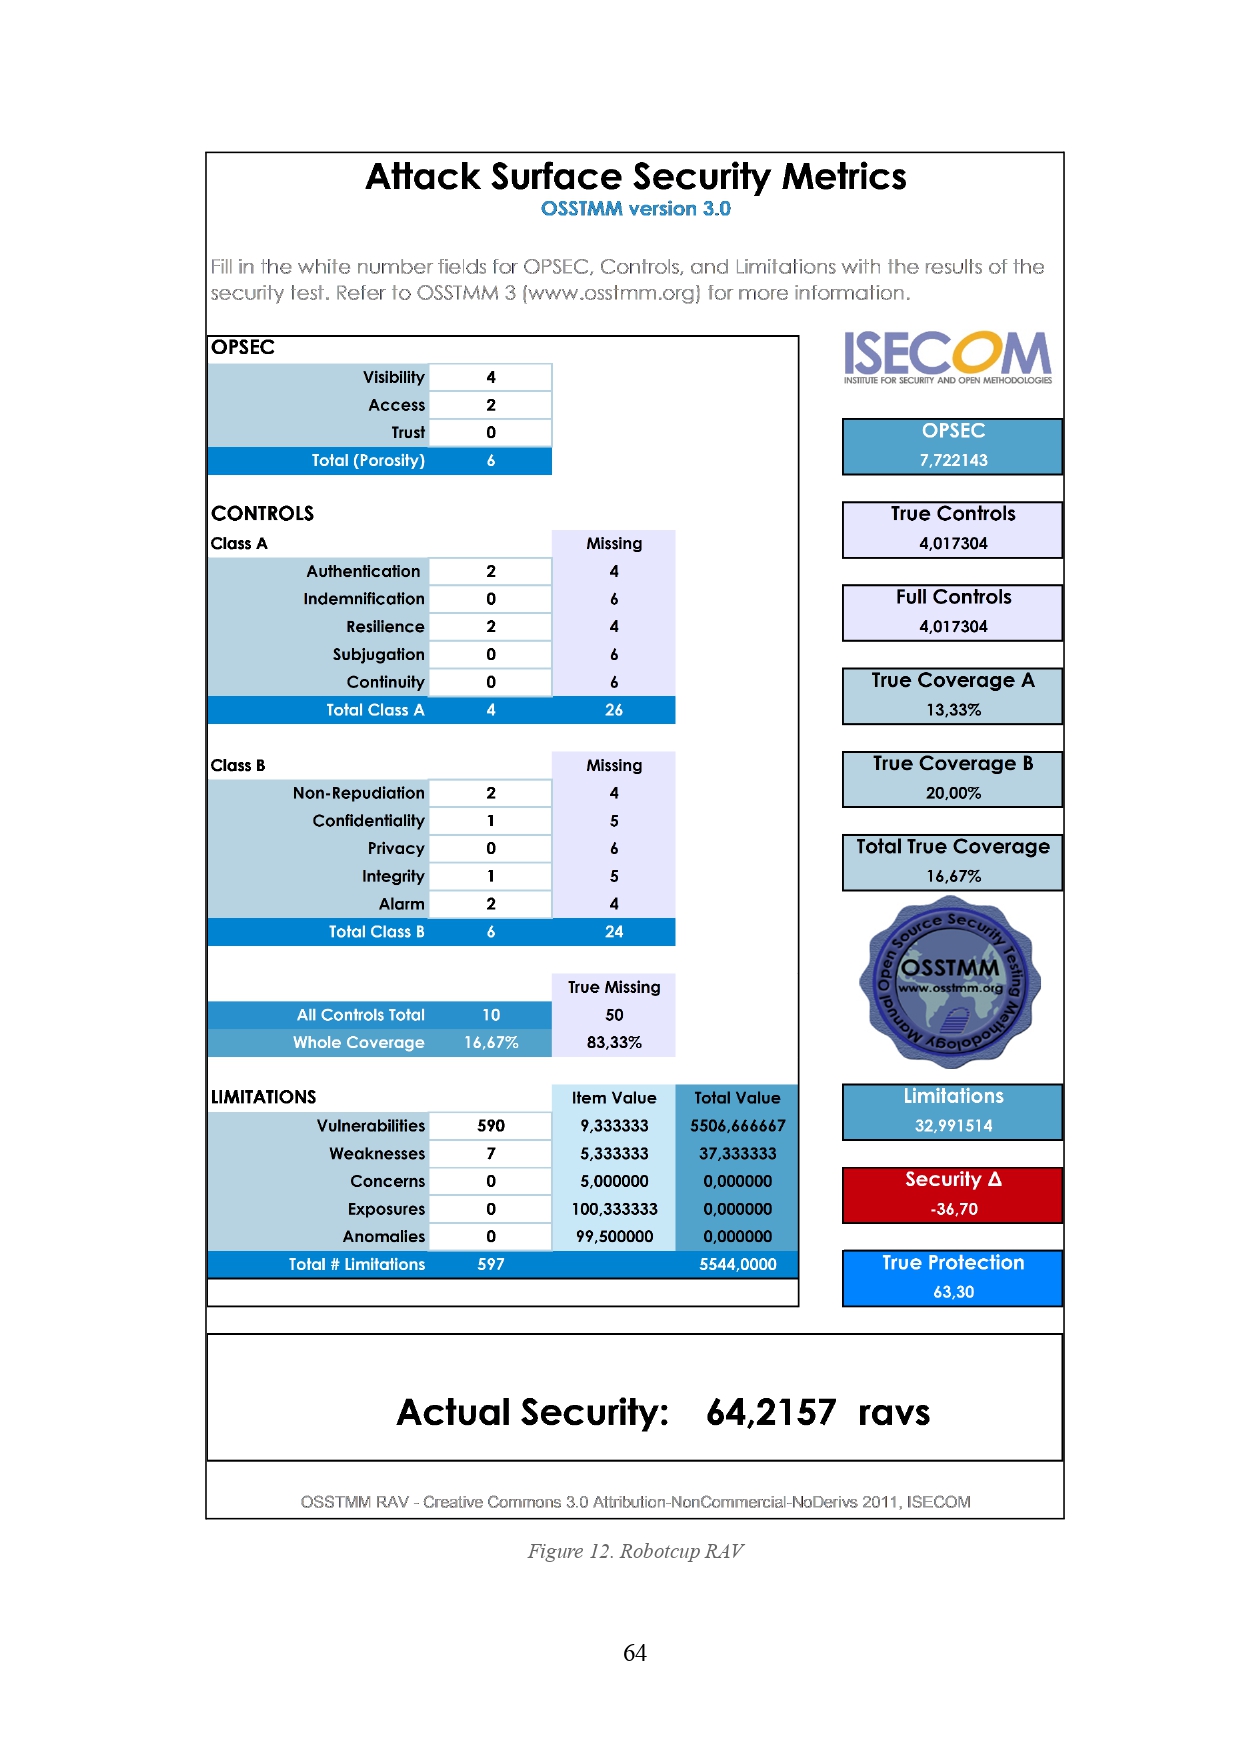 Attack Surface Security Metrics
OSSTMM version 3.0
Fill in the white number fields for OPSEC, Controls, and Limitations with the results of the
security test. Refer to OSSTMM 3 (www.osstmm.org) for more information.
ISECOM
INSTITUTE FOR SECURITY AND OPEN METHODOLOGIES
OPSEC
Visibility 4
Access 2
Trust 0
Total (Porosity) 6
OPSEC
7,722143
CONTROLS
Class A Missing
Authentication 2 4
Indemnification 0 6
Resilience 2 4
Subjugation 0 6
Continuity 0 6
Total Class A 4 26
True Controls
4,017304
Full Controls
4,017304
True Coverage A
13,33%
Class B Missing
Non-Repudiation 2 4
Confidentiality 1 5
Privacy 0 6
Integrity 1 5
Alarm 2 4
Total Class B 6 24
True Coverage B
20,00%
Total True Coverage
16,67%
True Missing
All Controls Total 10 50
Whole Coverage 16,67% 83,33%
Open Source Security Testing Methodology Manual
OSSTMM
www.osstmm.org
LIMITATIONS Item Value Total Value
Vulnerabilities 590 9,333333 5506,666667
Weaknesses 7 5,333333 37,333333
Concerns 0 5,000000 0,000000
Exposures 0 100,333333 0,000000
Anomalies 0 99,500000 0,000000
Total # Limitations 597 5544,0000
Limitations
32,991514
Security Δ
-36,70
True Protection
63,30
Actual Security: 64,2157 ravs
OSSTMM RAV - Creative Commons 3.0 Attribution-NonCommercial-NoDerivs 2011, ISECOM
Figure 12. Robotcup RAV
64